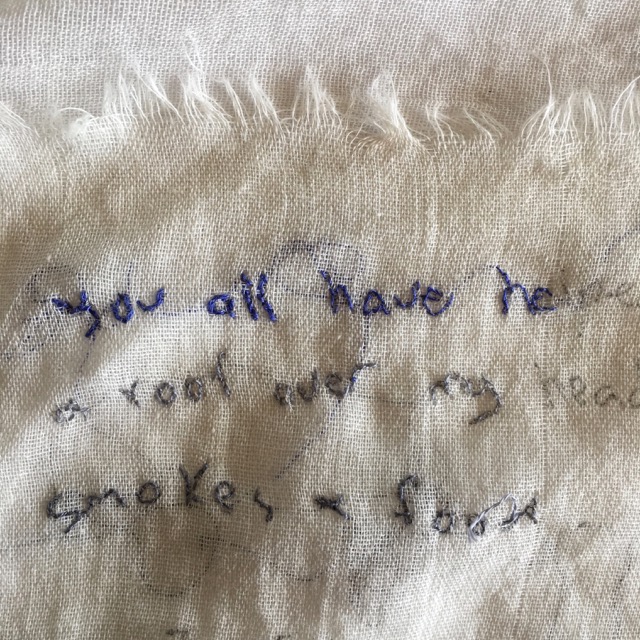 you all have
a roof over my head
smokes & food.